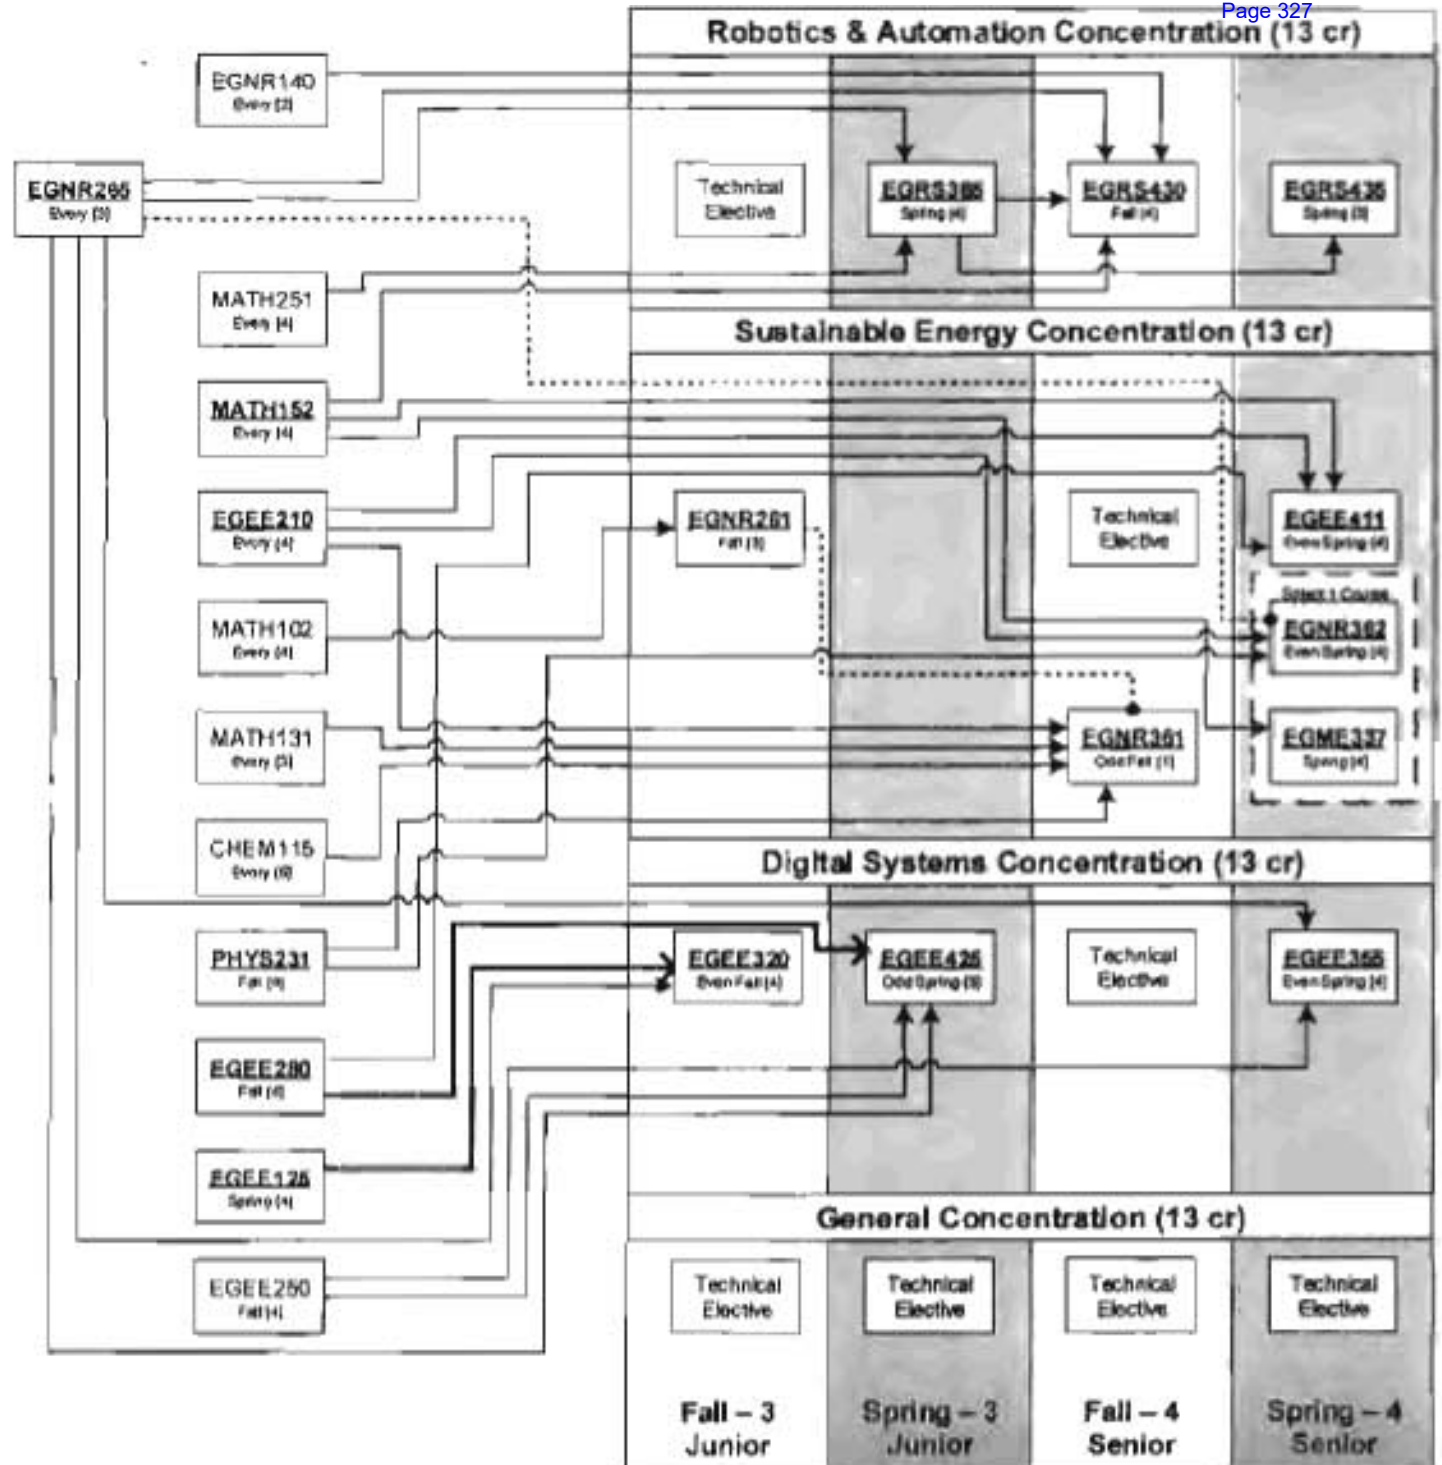 Page 327
Robotics & Automation Concentration (13 cr)
EGNR140
Every [2]
EGNR265
Every [3]
Technical
Elective
EGRS385
Spring [4]
EGRS430
Fall [4]
EGRS435
Spring [3]
MATH251
Every [4]
Sustainable Energy Concentration (13 cr)
MATH152
Every [4]
EGEE210
Every [4]
EGNR261
Fall [3]
Technical
Elective
EGEE411
Even Spring [4]
Select 1 Course
MATH102
Every [4]
EGNR362
Even Spring [4]
MATH131
Every [3]
EGNR361
Odd Fall [1]
EGME337
Spring [4]
CHEM115
Every [5]
Digital Systems Concentration (13 cr)
PHYS231
Fall [4]
EGEE320
Even Fall [4]
EGEE425
Odd Spring [3]
Technical
Elective
EGEE355
Even Spring [4]
EGEE280
Fall [4]
EGEE125
Spring [4]
General Concentration (13 cr)
EGEE250
Fall [4]
Technical
Elective
Technical
Elective
Technical
Elective
Technical
Elective
Fall – 3
Junior
Spring – 3
Junior
Fall – 4
Senior
Spring – 4
Senior